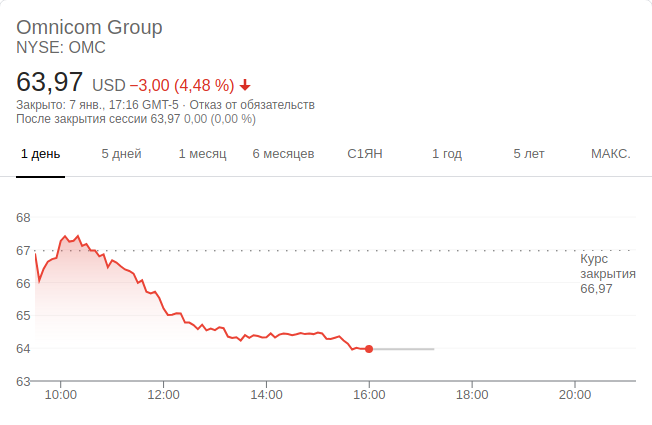 Omnicom Group
NYSE: OMC
63,97 USD −3,00 (4,48 %)
Закрыто: 7 янв., 17:16 GMT-5 · Отказ от обязательств
После закрытия сессии 63,97 0,00 (0,00 %)
1 день 5 дней 1 месяц 6 месяцев С1ЯН 1 год 5 лет МАКС.
68
67
66
65
64
63
Курс
закрытия
66,97
10:00 12:00 14:00 16:00 18:00 20:00